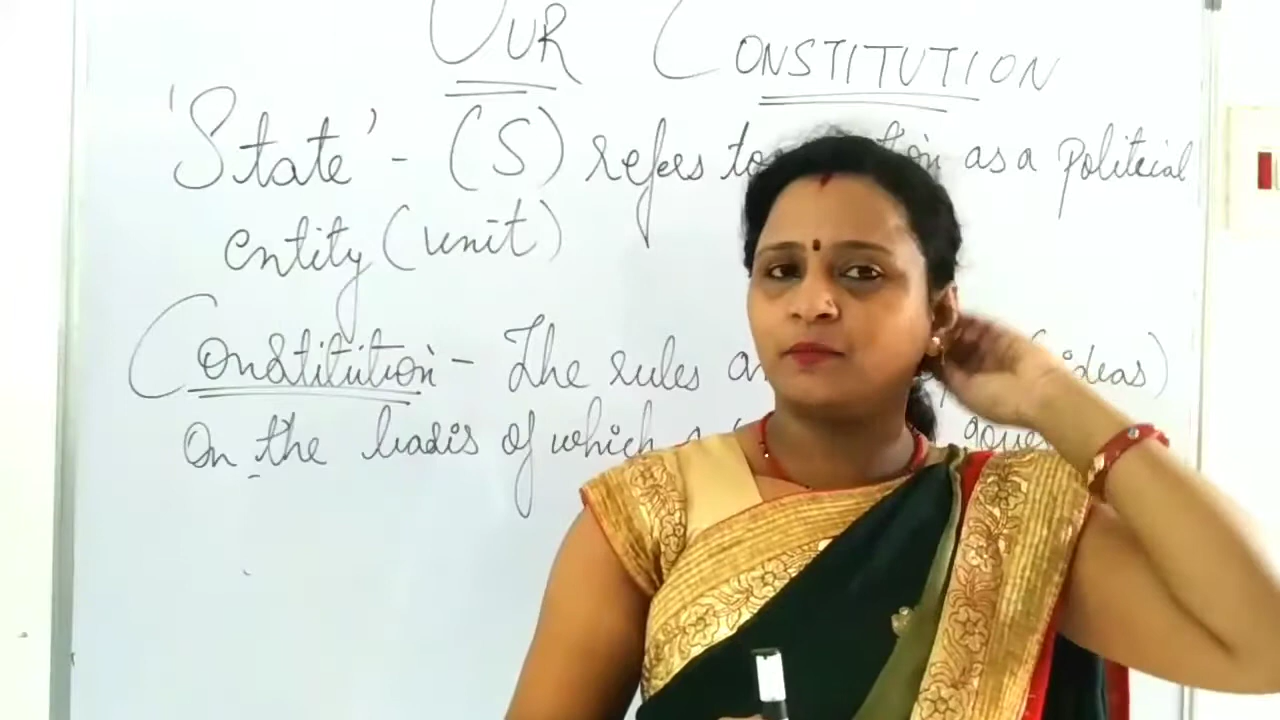 OUR CONSTITUTION
'State' - (S) refers to as a political
entity (unit)
Constitution - The rules (ideas)
On the basis of which